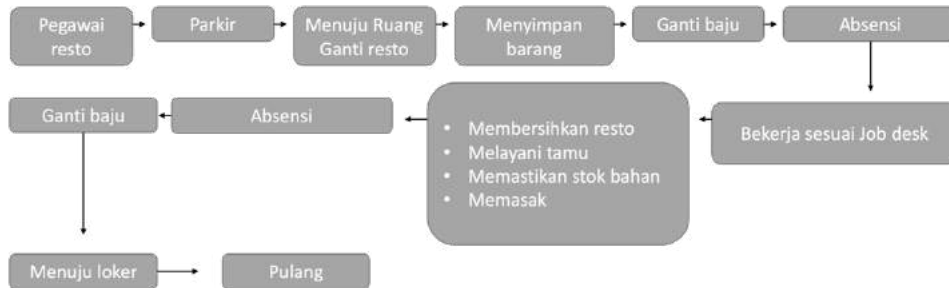 Pegawai
resto
Parkir
Menuju Ruang
Ganti resto
Menyimpan
barang
Ganti baju
Absensi
Bekerja sesuai Job desk
• Membersihkan resto
• Melayani tamu
• Memastikan stok bahan
• Memasak
Absensi
Ganti baju
Menuju loker
Pulang